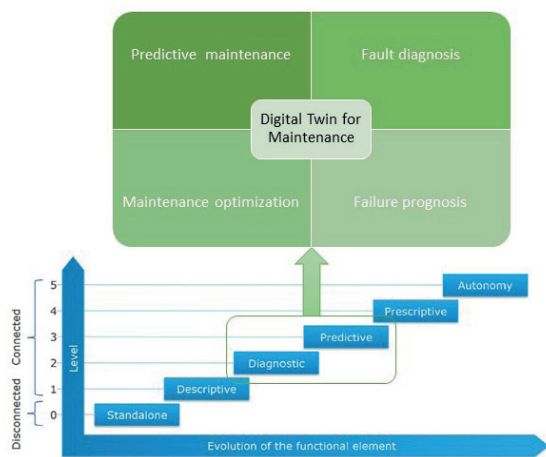 Predictive maintenance
Fault diagnosis
Digital Twin for
Maintenance
Maintenance optimization
Failure prognosis
5
Autonomy
4
Prescriptive
Connected
3
Predictive
Level
2
Diagnostic
1
Descriptive
Disconnected
0
Standalone
Evolution of the functional element